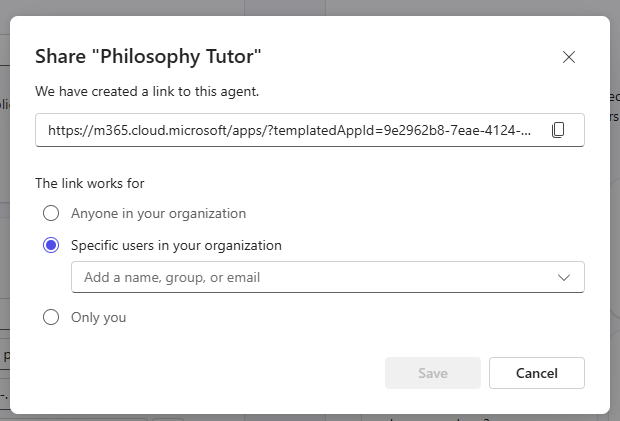 Share "Philosophy Tutor"
We have created a link to this agent.
https://m365.cloud.microsoft/apps/?templatedAppId=9e2962b8-7eae-4124-...
The link works for
Anyone in your organization
Specific users in your organization
Add a name, group, or email
Only you
Save
Cancel